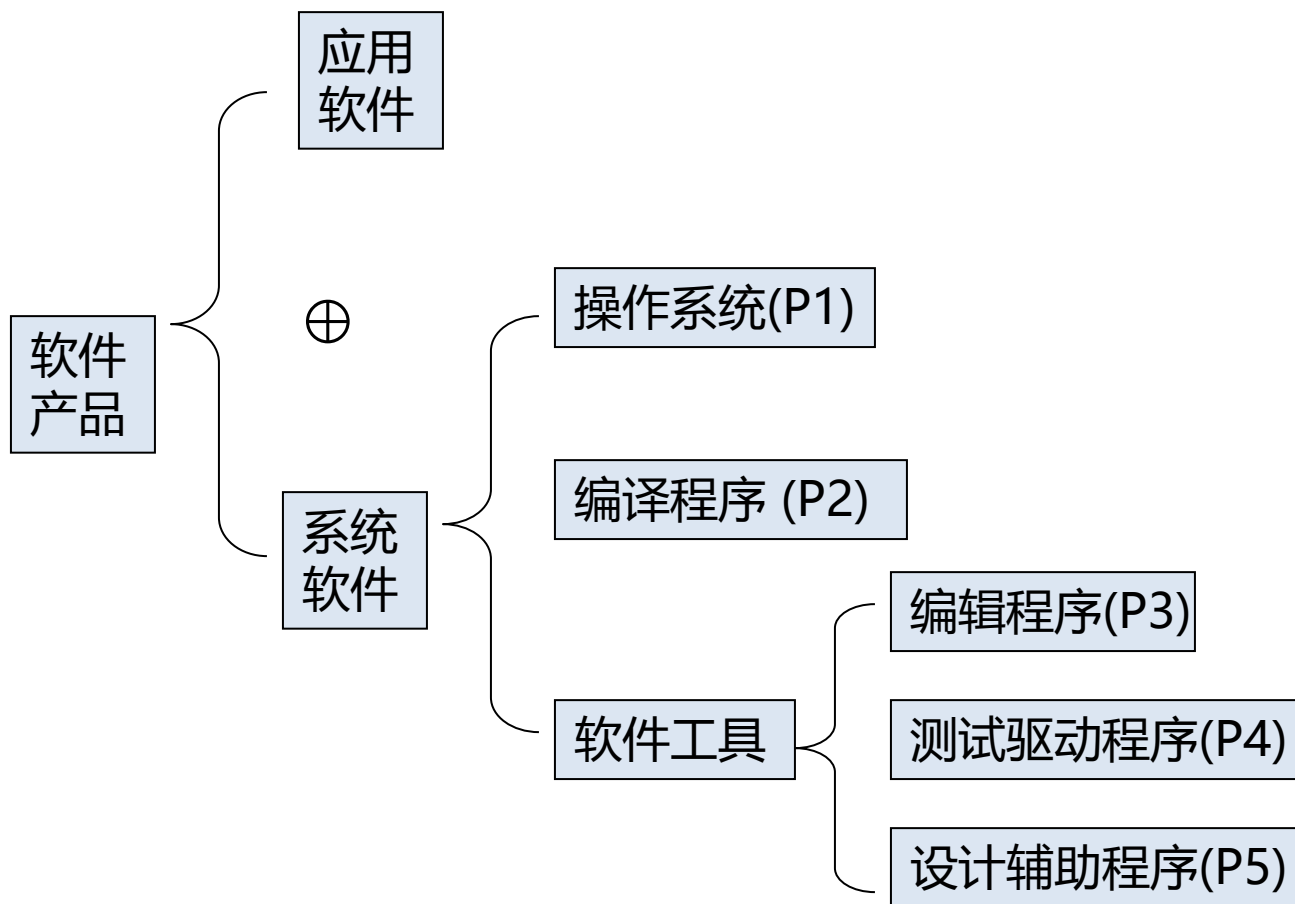 应用
软件
操作系统(P1)
软件
产品
编译程序 (P2)
系统
软件
编辑程序(P3)
软件工具
测试驱动程序(P4)
设计辅助程序(P5)